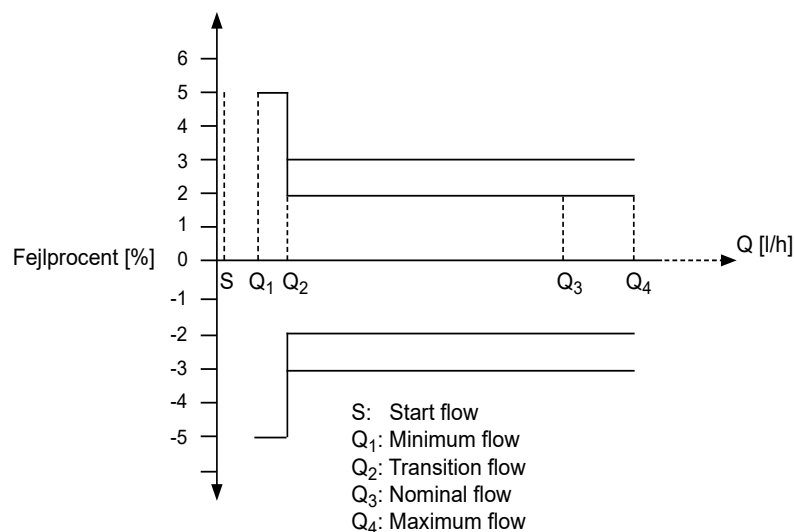 6
5
4
3
2
1
Fejlprocent [%] 0 Q [l/h]
S Q₁ Q₂ Q₃ Q₄
-1
-2
-3
-4
-5
S: Start flow
Q₁: Minimum flow
Q₂: Transition flow
Q₃: Nominal flow
Q₄: Maximum flow